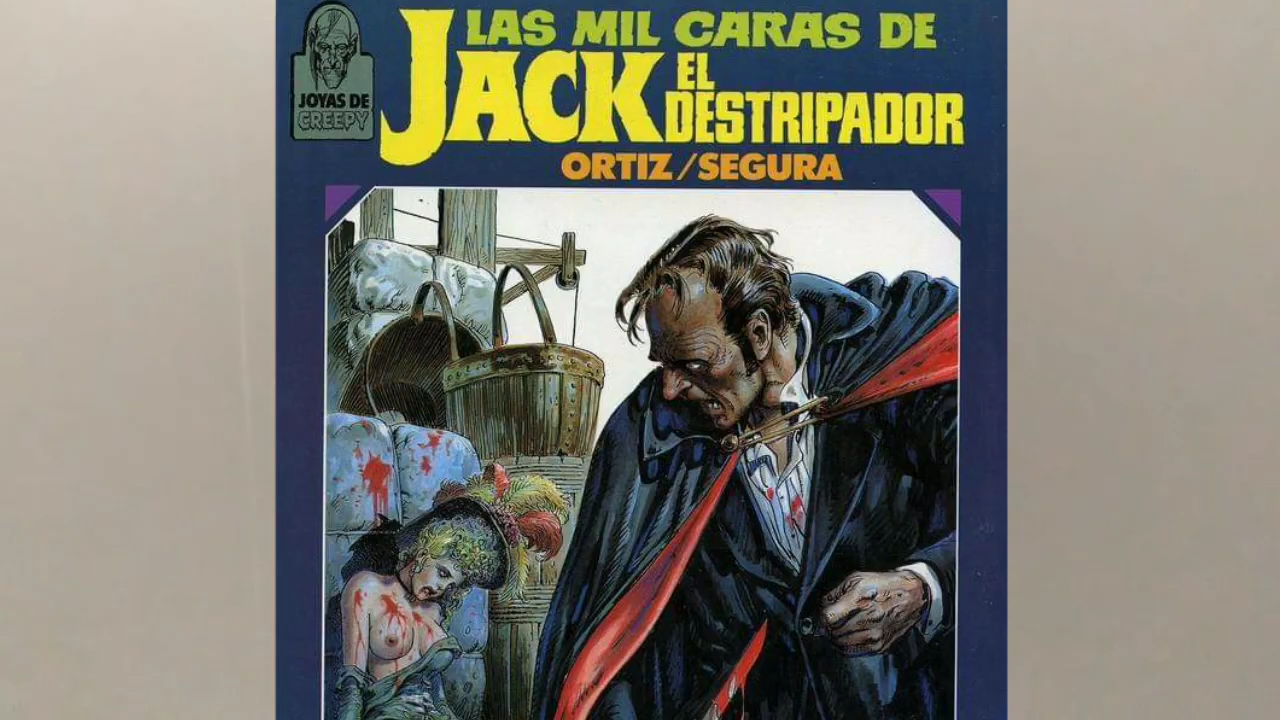 LAS MIL CARAS DE
JACK EL
DESTRIPADOR
ORTIZ/SEGURA
JOYAS DE
CREEPY